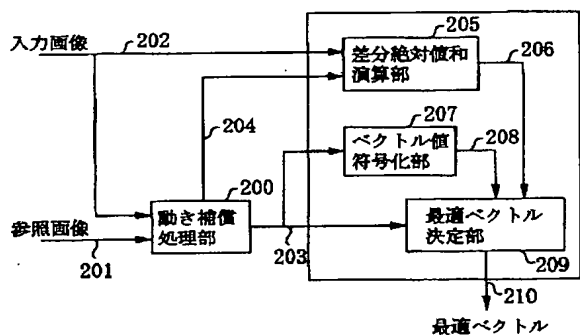 205
入力画像
202
差分絶対値和
演算部
206
204
207
ベクトル値
符号化部
208
200
動き補償
処理部
参照画像
201
203
最適ベクトル
決定部
209
210
最適ベクトル